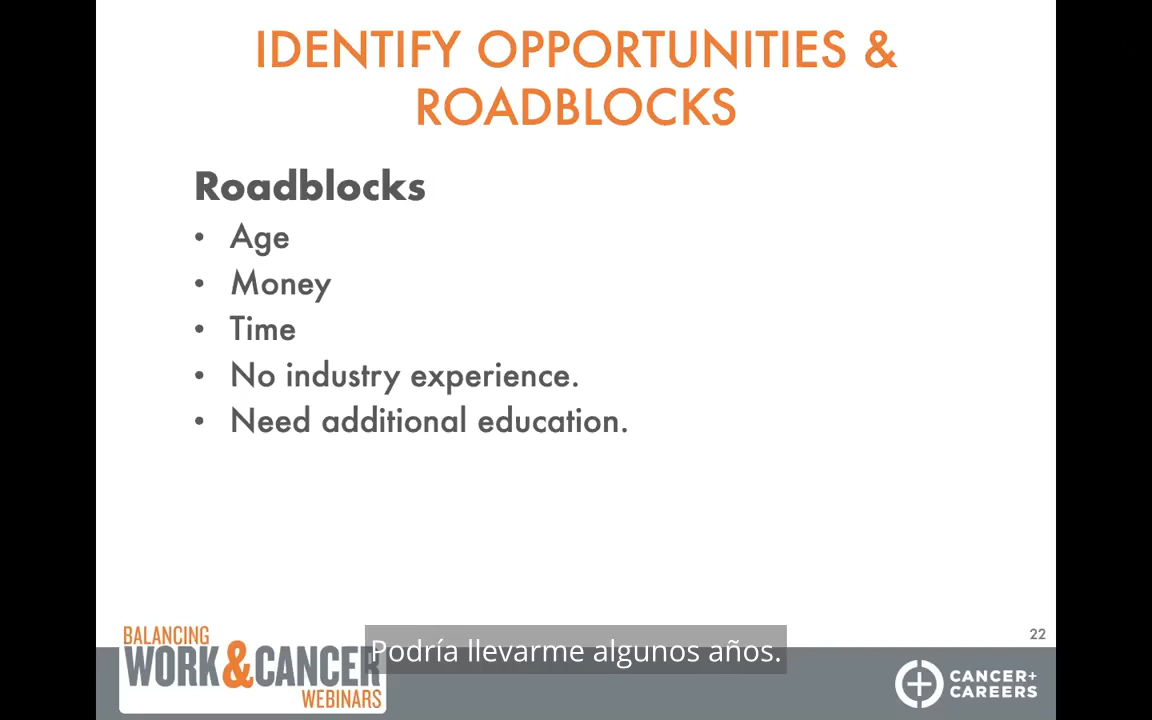 IDENTIFY OPPORTUNITIES &
ROADBLOCKS
Roadblocks
• Age
• Money
• Time
• No industry experience.
• Need additional education.
22
BALANCING
WORK & CANCER
WEBINARS
Podría llevarme algunos años.
CANCER+
CAREERS